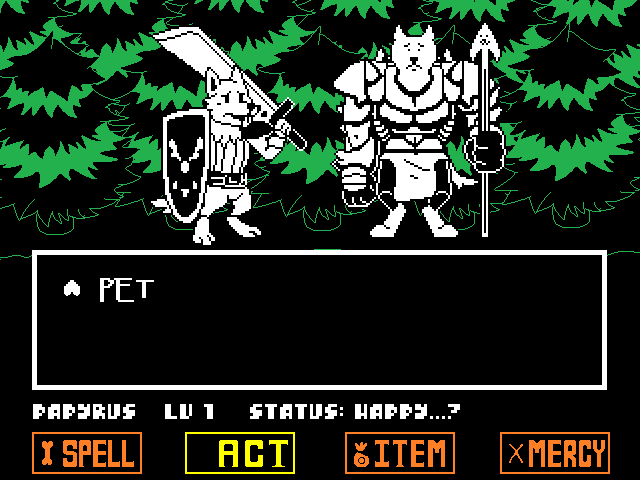 PET
PAPYRUS LV 1 STATUS: HAPPY...?
SPELL ACT ITEM MERCY